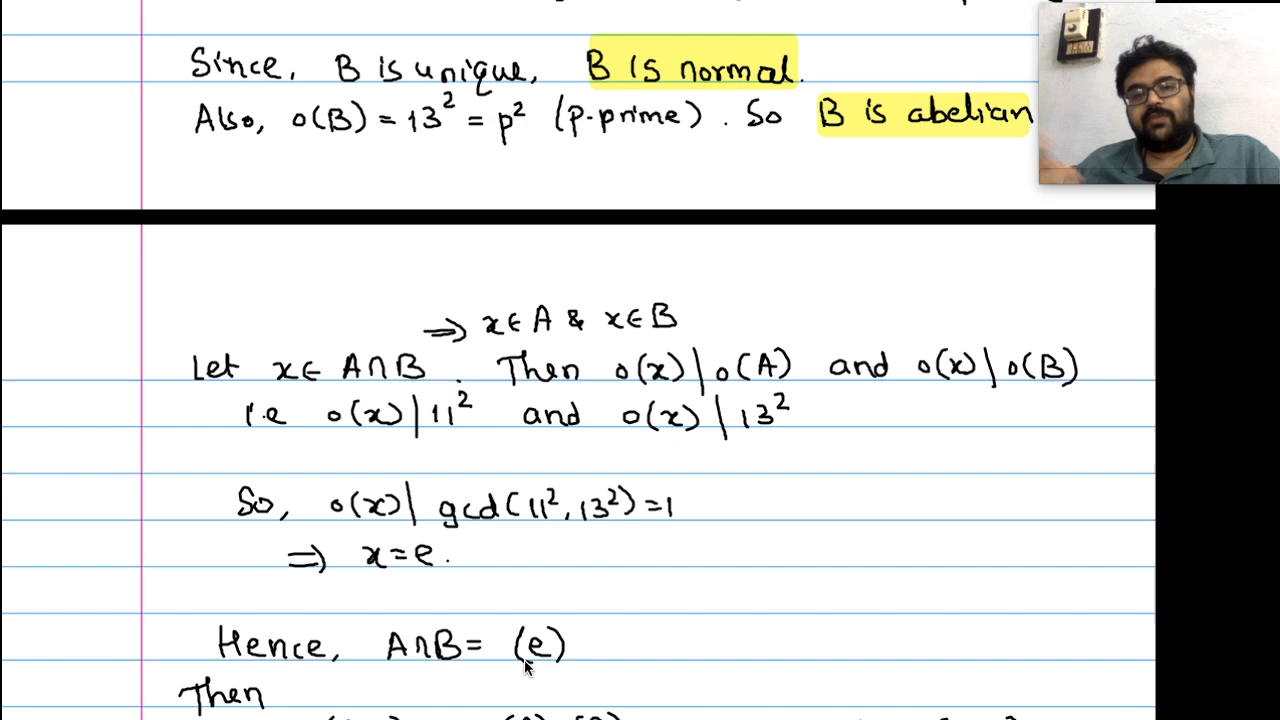 Since, B is unique, B is normal.
Also, o(B) = 13² = p² (p-prime). So B is abelian
⇒ x∈A & x∈B
Let x∈ A∩B. Then o(x)|o(A) and o(x)|o(B)
i.e o(x)|11² and o(x)|13²
So, o(x)| gcd(11²,13²)=1
⇒ x=e.
Hence, A∩B= (e)
Then